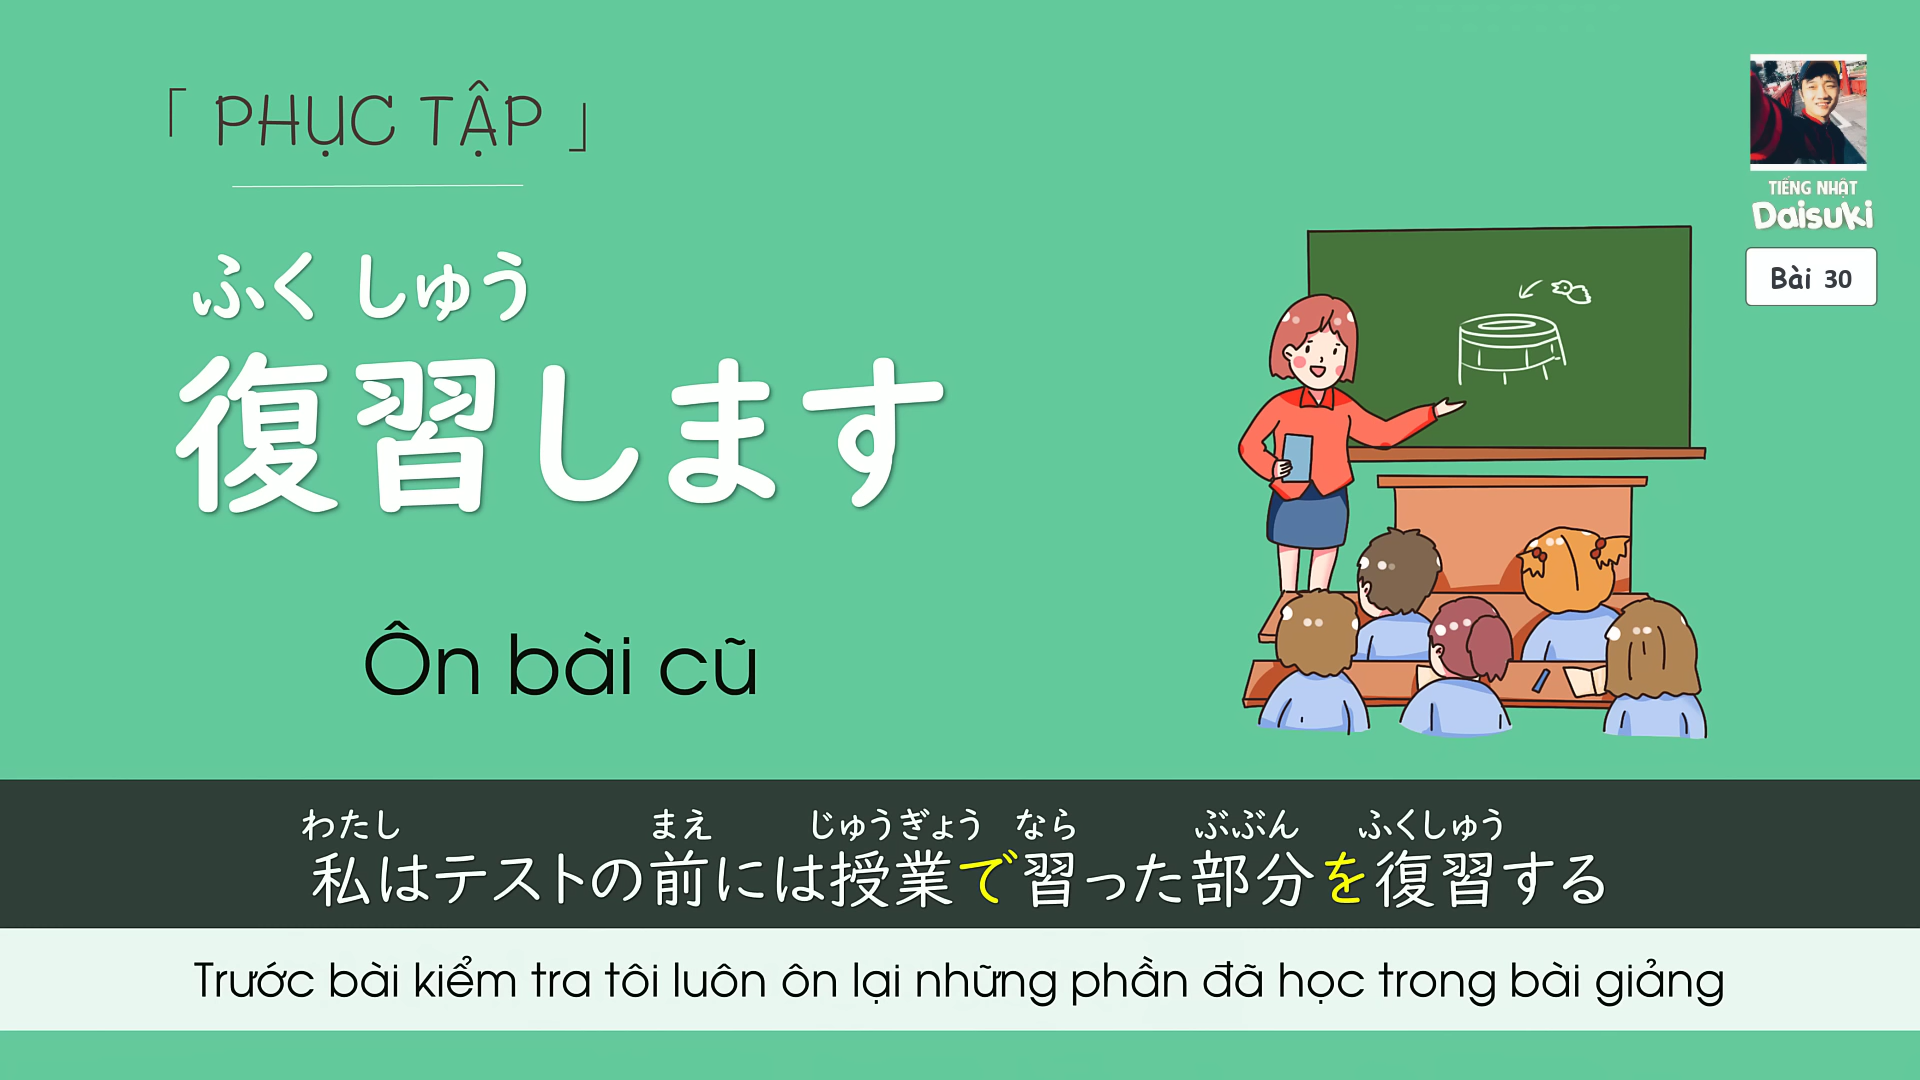 「 PHỤC TẬP 」
TIẾNG NHẬT
Daisuki
Bài 30
ふく しゅう
復習します
Ôn bài cũ
わたし まえ じゅうぎょう なら ぶぶん ふくしゅう
私はテストの前には授業で習った部分を復習する
Trước bài kiểm tra tôi luôn ôn lại những phần đã học trong bài giảng